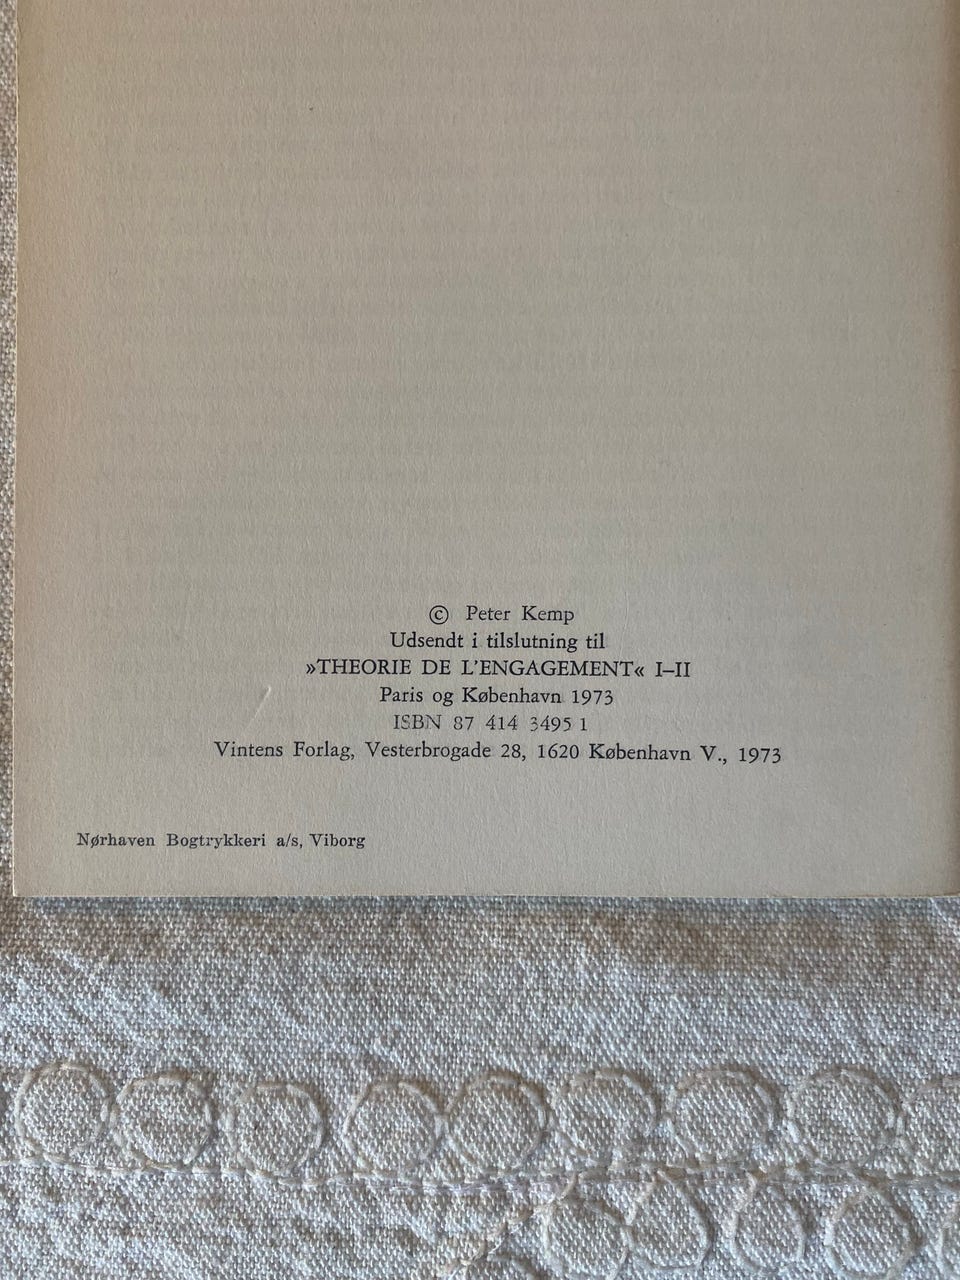 © Peter Kemp
Udsendt i tilslutning til
»THEORIE DE L'ENGAGEMENT« I–II
Paris og København 1973
ISBN 87 414 3495 1
Vintens Forlag, Vesterbrogade 28, 1620 København V., 1973
Nørhaven Bogtrykkeri a/s, Viborg